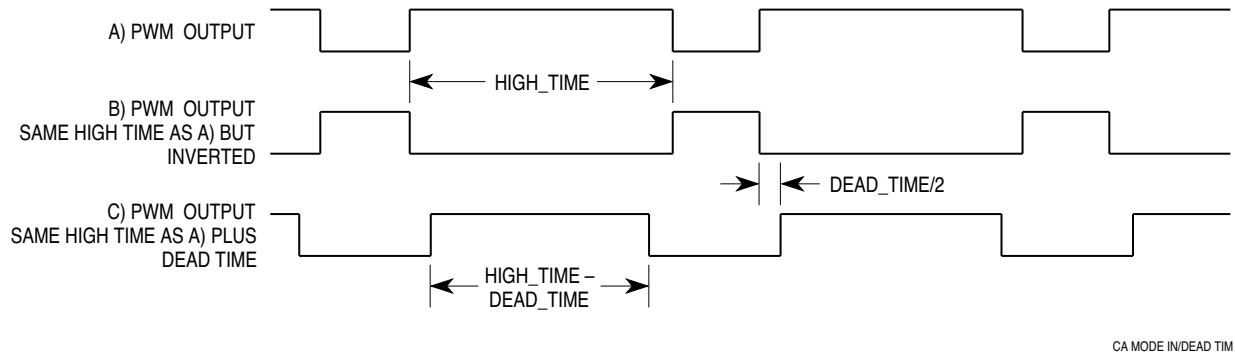 A) PWM OUTPUT
HIGH_TIME
B) PWM OUTPUT
SAME HIGH TIME AS A) BUT
INVERTED
DEAD_TIME/2
C) PWM OUTPUT
SAME HIGH TIME AS A) PLUS
DEAD TIME
HIGH_TIME –
DEAD_TIME
CA MODE IN/DEAD TIM